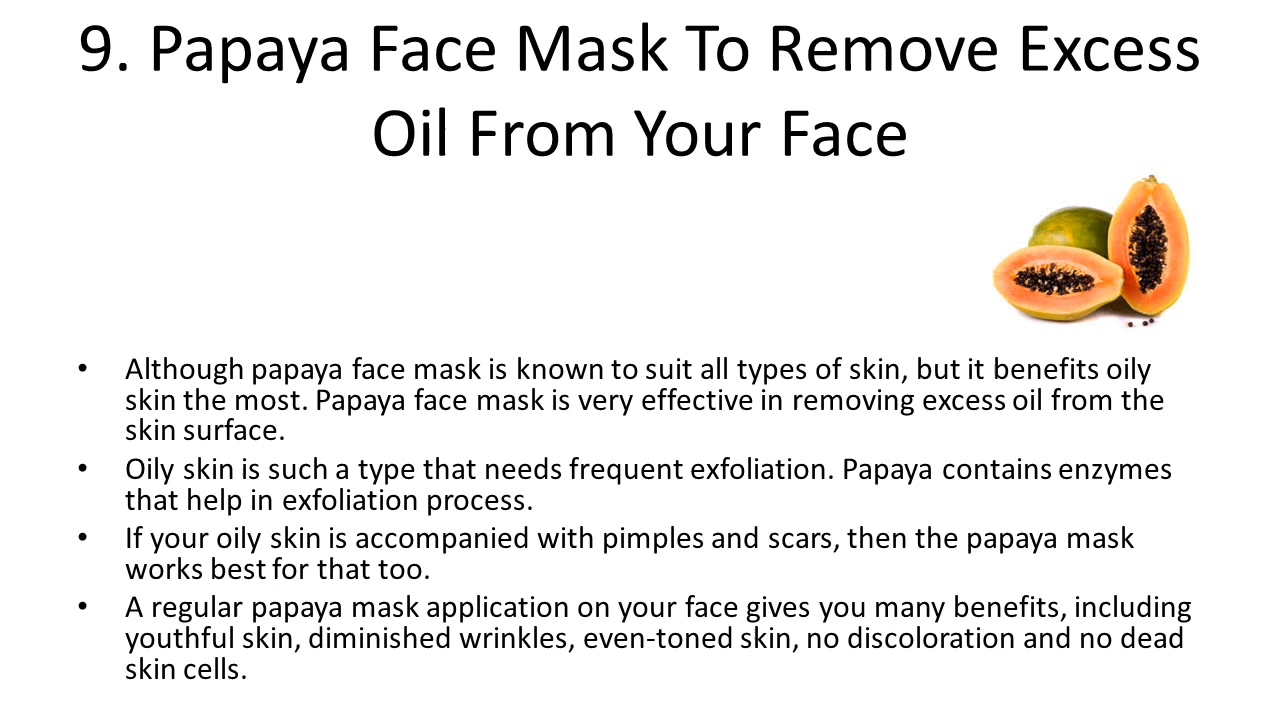 9. Papaya Face Mask To Remove Excess
Oil From Your Face
• Although papaya face mask is known to suit all types of skin, but it benefits oily
skin the most. Papaya face mask is very effective in removing excess oil from the
skin surface.
• Oily skin is such a type that needs frequent exfoliation. Papaya contains enzymes
that help in exfoliation process.
• If your oily skin is accompanied with pimples and scars, then the papaya mask
works best for that too.
• A regular papaya mask application on your face gives you many benefits, including
youthful skin, diminished wrinkles, even-toned skin, no discoloration and no dead
skin cells.